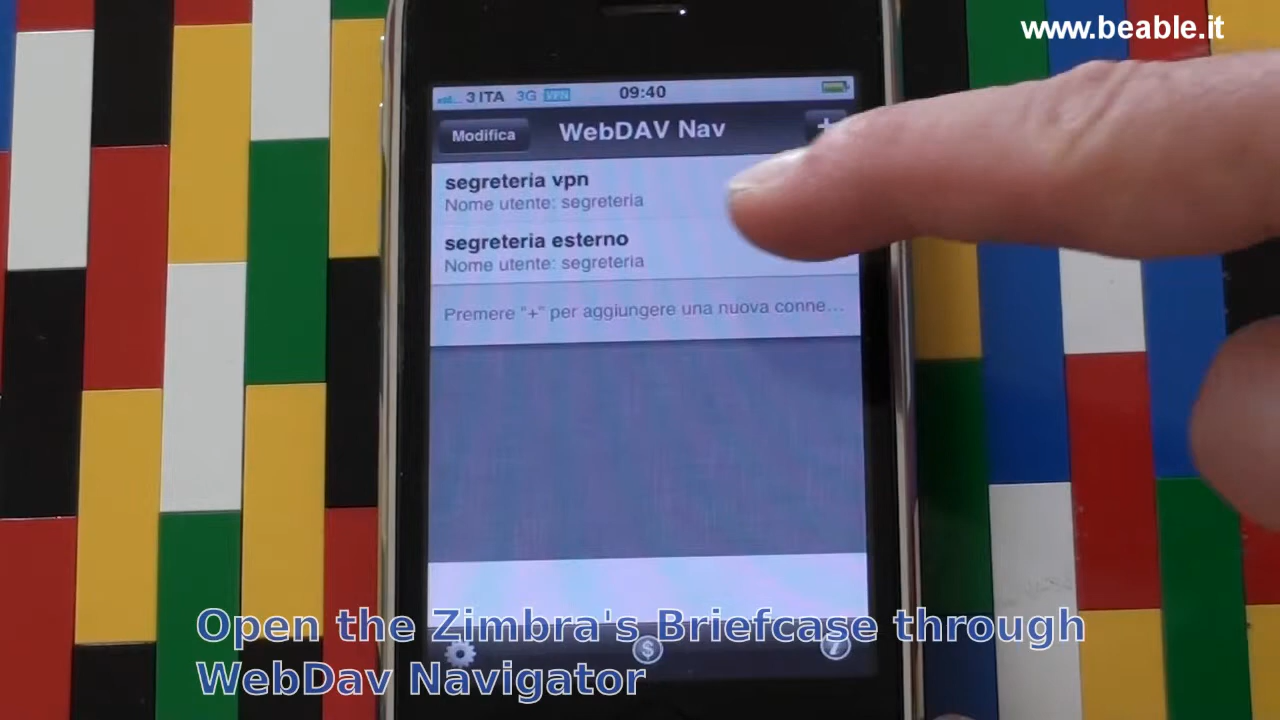 www.beable.it
3 ITA 3G VPN 09:40
Modifica WebDAV Nav +
segreteria vpn
Nome utente: segreteria
segreteria esterno
Nome utente: segreteria
Premere "+" per aggiungere una nuova conne...
Open the Zimbra's Briefcase through
WebDav Navigator